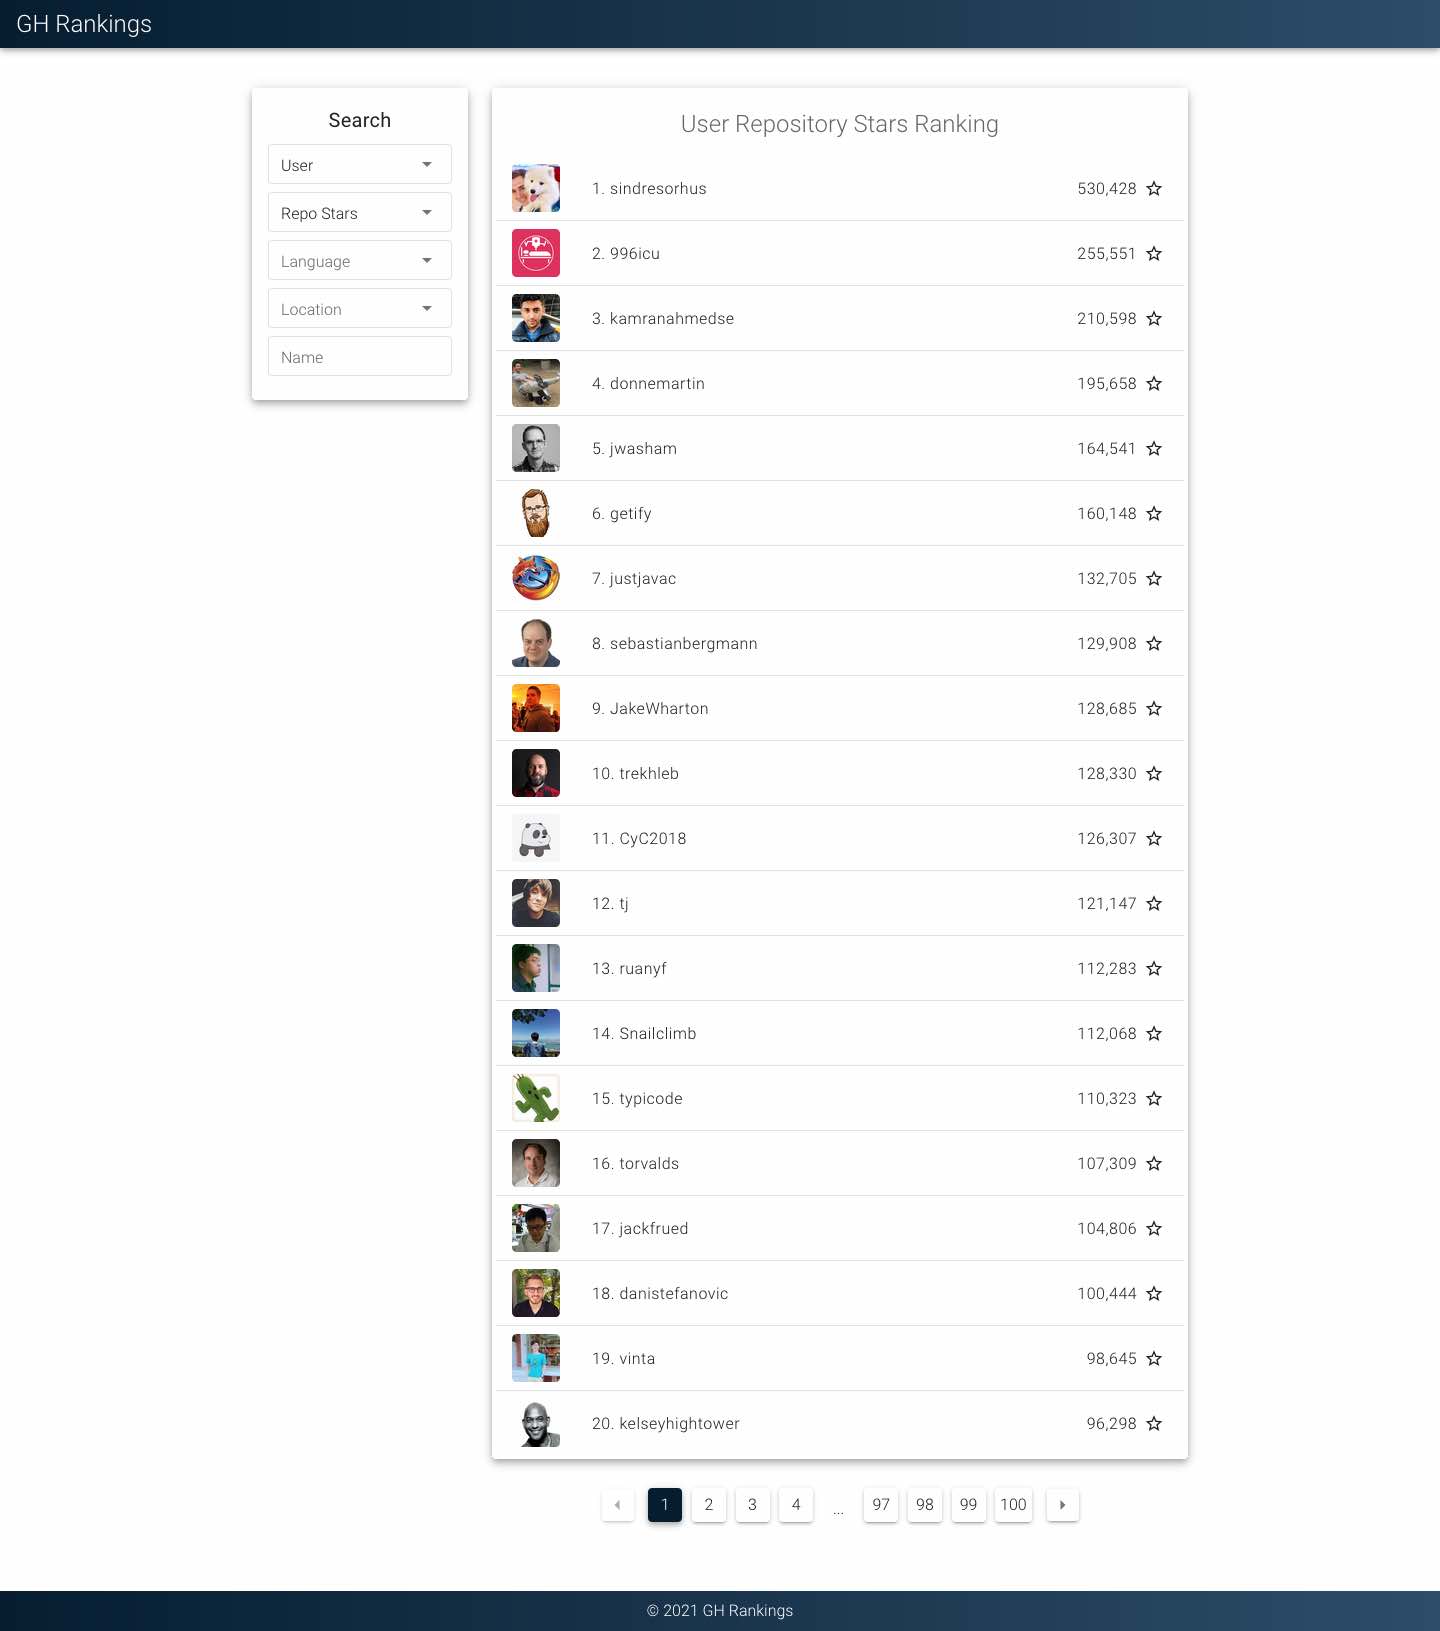 GH Rankings
Search
User
Repo Stars
Language
Location
Name
User Repository Stars Ranking
1. sindresorhus 530,428
2. 996icu 255,551
3. kamranahmedse 210,598
4. donnemartin 195,658
5. jwasham 164,541
6. getify 160,148
7. justjavac 132,705
8. sebastianbergmann 129,908
9. JakeWharton 128,685
10. trekhleb 128,330
11. CyC2018 126,307
12. tj 121,147
13. ruanyf 112,283
14. Snailclimb 112,068
15. typicode 110,323
16. torvalds 107,309
17. jackfrued 104,806
18. danistefanovic 100,444
19. vinta 98,645
20. kelseyhightower 96,298
1 2 3 4 ... 97 98 99 100
© 2021 GH Rankings